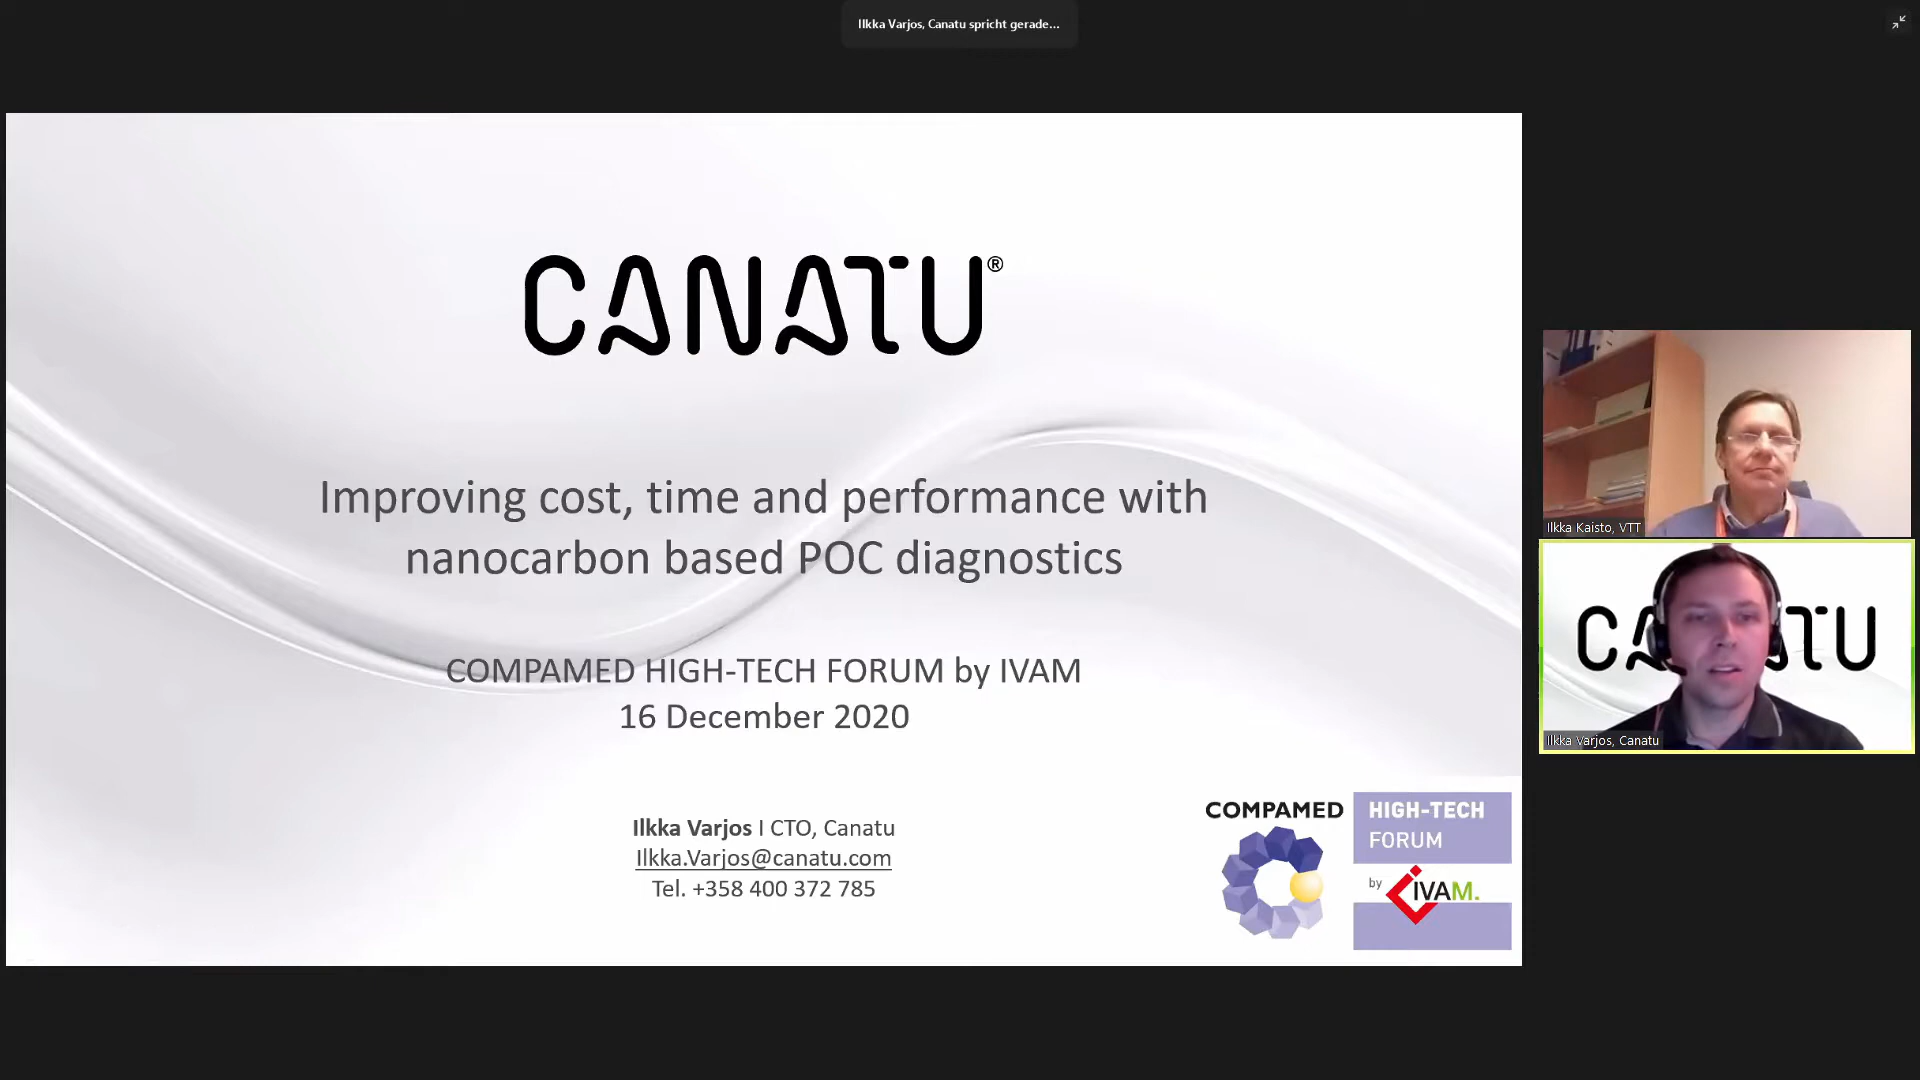 Ilkka Varjos, Canatu spricht gerade...
CANATU®
Improving cost, time and performance with
nanocarbon based POC diagnostics
COMPAMED HIGH-TECH FORUM by IVAM
16 December 2020
Ilkka Varjos I CTO, Canatu
Ilkka.Varjos@canatu.com
Tel. +358 400 372 785
COMPAMED
HIGH-TECH
FORUM
by IVAM.
Ilkka Kaisto, VTT
CA TU
Ilkka Varjos, Canatu